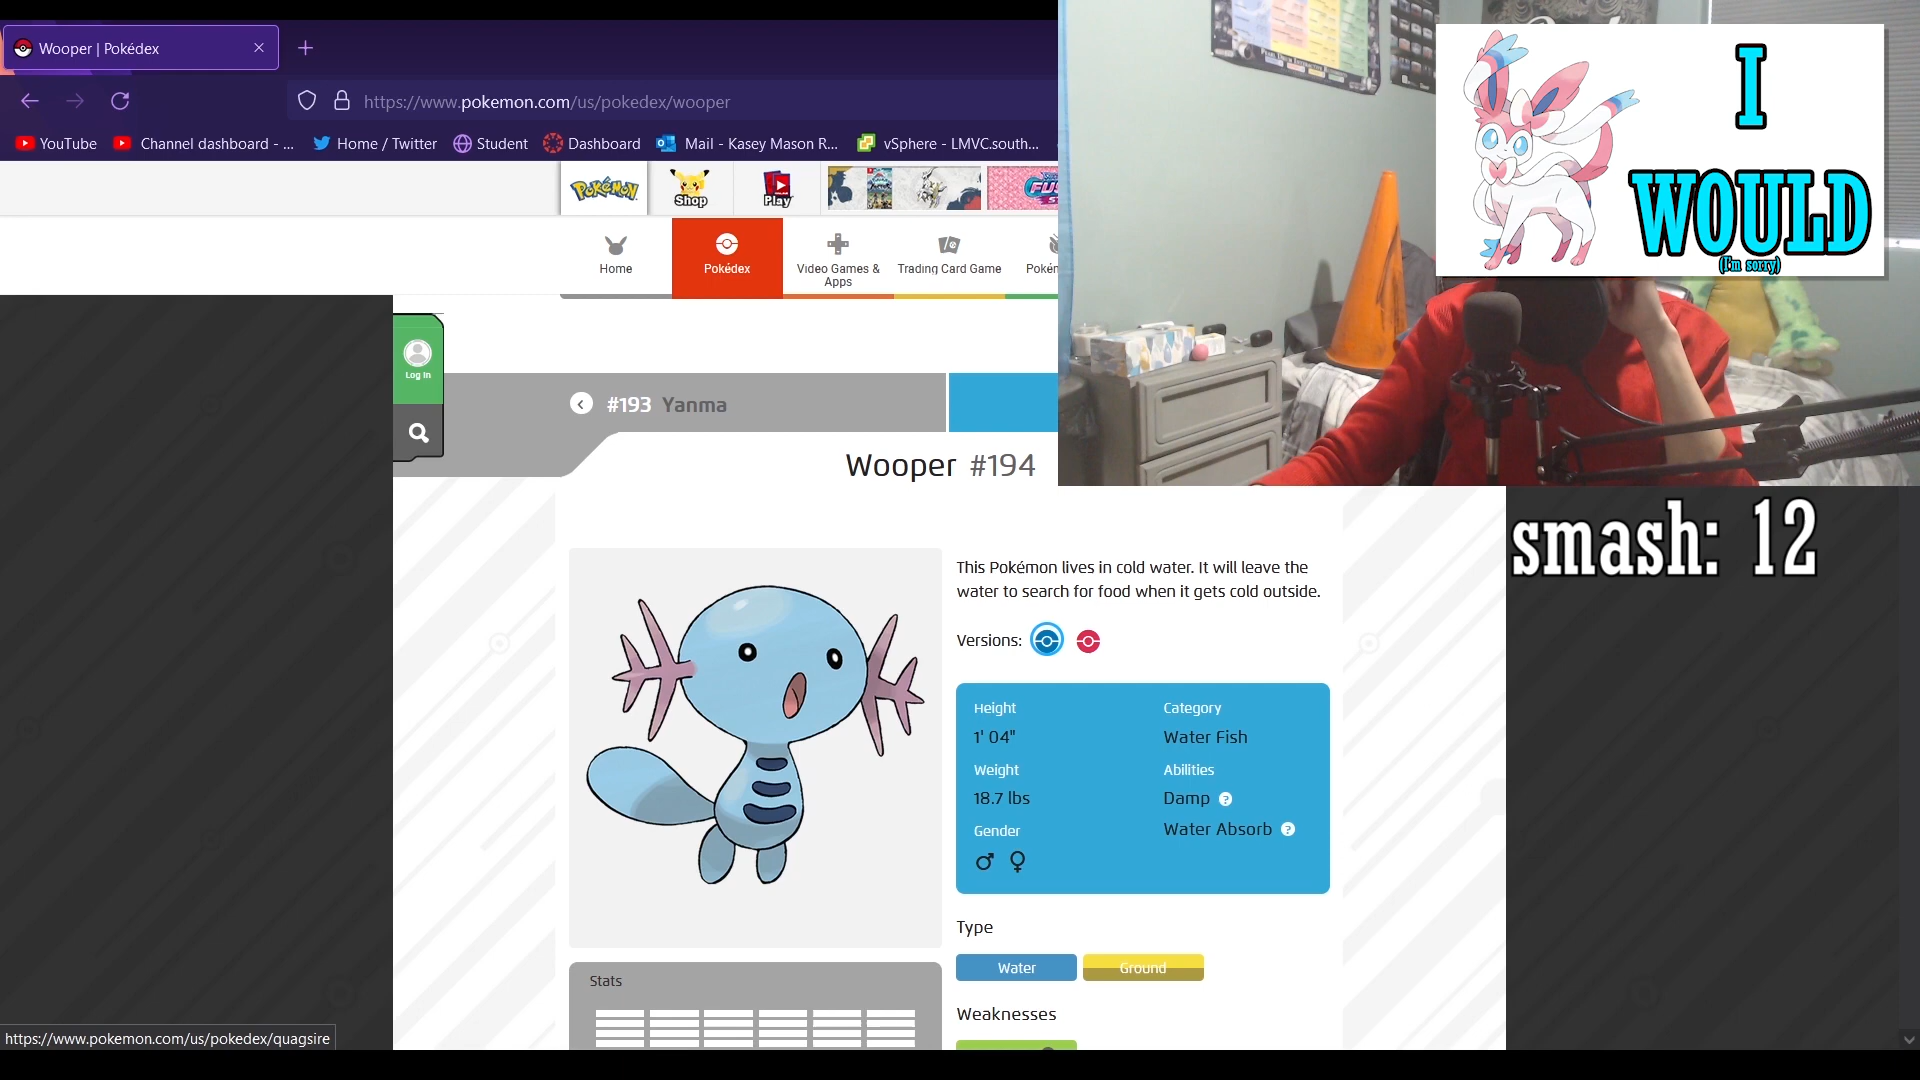 Wooper | Pokédex
https://www.pokemon.com/us/pokedex/wooper
YouTube
Channel dashboard - ...
Home / Twitter
Student
Dashboard
Mail - Kasey Mason R...
vSphere - LMVC.south...
POKÉMON
Shop
Play
Home
Pokédex
Video Games & Apps
Trading Card Game
Log In
#193 Yanma
Wooper #194
This Pokémon lives in cold water. It will leave the
water to search for food when it gets cold outside.
Versions:
Height
1' 04"
Weight
18.7 lbs
Gender
Category
Water Fish
Abilities
Damp ?
Water Absorb ?
Type
Water
Ground
Weaknesses
Stats
https://www.pokemon.com/us/pokedex/quagsire
I
WOULD
(I'm sorry)
smash: 12